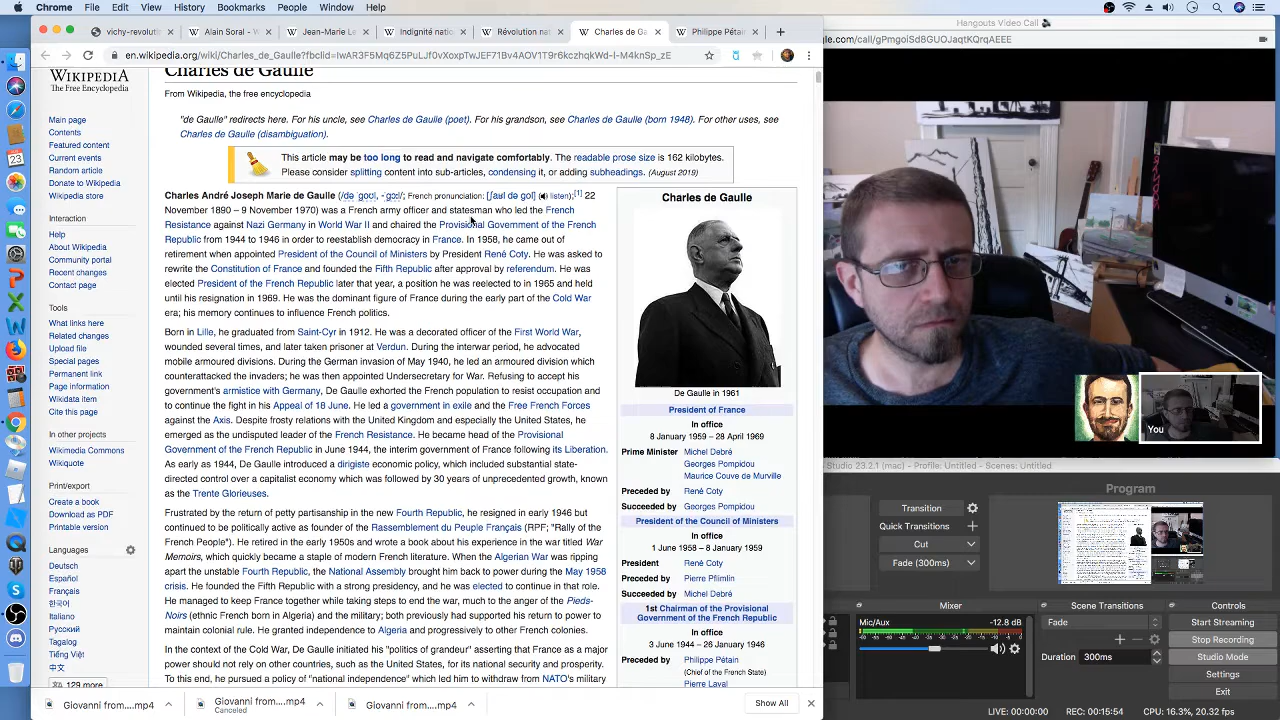 Chrome File Edit View History Bookmarks People Window Help
vichy-revoluti Alain Soral - W Jean-Marie L Indignité nati Révolution nat Charles de Ga Philippe Pétai
en.wikipedia.org/wiki/Charles_de_Gaulle?fbclid=
WIKIPEDIA
The Free Encyclopedia
Main page
Contents
Featured content
Current events
Random article
Donate to Wikipedia
Wikipedia store
Interaction
Help
About Wikipedia
Community portal
Recent changes
Contact page
Tools
What links here
Related changes
Upload file
Special pages
Permanent link
Page information
Wikidata item
Cite this page
In other projects
Wikimedia Commons
Wikiquote
Print/export
Create a book
Download as PDF
Printable version
Languages
Deutsch
Español
Français
한국어
Italiano
Русский
Tagalog
Tiếng Việt
中文
129 more
Charles de Gaulle
From Wikipedia, the free encyclopedia
"de Gaulle" redirects here. For his uncle, see Charles de Gaulle (poet). For his grandson, see Charles de Gaulle (born 1948). For other uses, see
Charles de Gaulle (disambiguation).
This article may be too long to read and navigate comfortably. The readable prose size is 162 kilobytes.
Please consider splitting content into sub-articles, condensing it, or adding subheadings. (August 2019)
Charles André Joseph Marie de Gaulle
French pronunciation: [ʃaʁl də ɡol] listen);[1] 22
November 1890 – 9 November 1970) was a French army officer and statesman who led the French
Resistance against Nazi Germany in World War II and chaired the Provisional Government of the French
Republic from 1944 to 1946 in order to reestablish democracy in France. In 1958, he came out of
retirement when appointed President of the Council of Ministers by President René Coty. He was asked to
rewrite the Constitution of France and founded the Fifth Republic after approval by referendum. He was
elected President of the French Republic later that year, a position he was reelected to in 1965 and held
until his resignation in 1969. He was the dominant figure of France during the early part of the Cold War
era; his memory continues to influence French politics.
Born in Lille, he graduated from Saint-Cyr in 1912. He was a decorated officer of the First World War,
wounded several times, and later taken prisoner at Verdun. During the interwar period, he advocated
mobile armoured divisions. During the German invasion of May 1940, he led an armoured division which
counterattacked the invaders; he was then appointed Undersecretary for War. Refusing to accept his
government's armistice with Germany, De Gaulle exhorted the French population to resist occupation and
to continue the fight in his Appeal of 18 June. He led a government in exile and the Free French Forces
against the Axis. Despite frosty relations with the United Kingdom and especially the United States, he
emerged as the undisputed leader of the French Resistance. He became head of the Provisional
Government of the French Republic in June 1944, the interim government of France following its Liberation.
As early as 1944, De Gaulle introduced a dirigiste economic policy, which included substantial state-
directed control over a capitalist economy which was followed by 30 years of unprecedented growth, known
as the Trente Glorieuses.
Frustrated by the return of petty partisanship in the new Fourth Republic, he resigned in early 1946 but
continued to be politically active as founder of the Rassemblement du Peuple Français (RPF; "Rally of the
French People"). He retired in the early 1950s and wrote a book about his experience in the war titled War
Memoirs, which quickly became a staple of modern French literature. When the Algerian War was ripping
apart the unstable Fourth Republic, the National Assembly brought him back to power during the May 1958
crisis. He founded the Fifth Republic with a strong presidency, and he was elected to continue in that role.
He managed to keep France together while taking steps to end the war, much to the anger of the Pieds-
Noirs (ethnic French born in Algeria) and the military; both previously had supported his return to power to
maintain colonial rule. He granted independence to Algeria and progressively to other French colonies.
In the context of the Cold War, De Gaulle initiated his "politics of grandeur" asserting that France as a major
power should not rely on other countries, such as the United States, for its national security and prosperity.
To this end, he pursued a policy of "national independence" which led him to withdraw from NATO's military
Charles de Gaulle
De Gaulle in 1961
President of France
In office
8 January 1959 – 28 April 1969
Prime Minister Michel Debré
Georges Pompidou
Maurice Couve de Murville
Preceded by René Coty
Succeeded by Georges Pompidou
President of the Council of Ministers
In office
1 June 1958 – 8 January 1959
President René Coty
Preceded by Pierre Pflimlin
Succeeded by Michel Debré
1st Chairman of the Provisional
Government of the French Republic
In office
3 June 1944 – 26 January 1946
Preceded by Philippe Pétain
(Chief of the French State)
Pierre Laval
Giovanni from....mp4
Giovanni from....mp4
Canceled
Giovanni from....mp4
Show All
Hangouts Video Call
le.com/call/gPmgoiSd8GUOJaqtKQrqAEEE
You
Studio 23.2.1 (mac) - Profile: Untitled - Scenes: Untitled
Transition
Quick Transitions
Cut
Fade (300ms)
Program
Mixer
Mic/Aux -12.8 dB
Scene Transitions
Fade
Duration 300ms
Controls
Start Streaming
Stop Recording
Studio Mode
Settings
Exit
LIVE: 00:00:00 REC: 00:15:54 CPU: 16.3%, 20.32 fps